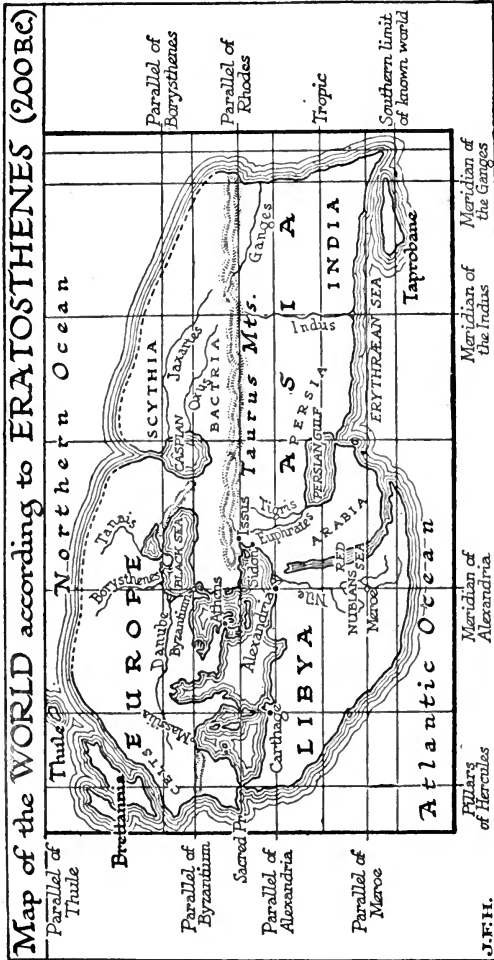 Map of the WORLD according to ERATOSTHENES (200 B.C.)
Parallel of
Thule
Northern Ocean
Parallel of
Borysthenes
Thule
Brettannia
CELTS
Massilia
EUROPE
Danube
Borysthenes
Tanais
SCYTHIA
Jaxartes
Oxus
BACTRIA
CASPIAN
BLACK SEA
Byzantium
Parallel of
Byzantium
Parallel of
Rhodes
Sacred Pr.
Athens
Issus
Taurus Mts.
Ganges
Sidon
Tigris
Euphrates
Alexandria
Carthage
Parallel of
Alexandria
ASIA
PERSIA
PERSIAN GULF
Indus
INDIA
Tropic
LIBYA
Nile
ARABIA
RED
SEA
NUBIANS
Meroe
Parallel of
Meroe
ERYTHRÆAN SEA
Taprobane
Southern limit
of known world
Atlantic Ocean
Pillars
of Hercules
Meridian of
Alexandria
Meridian of
the Indus
Meridian of
the Ganges
J.F.H.